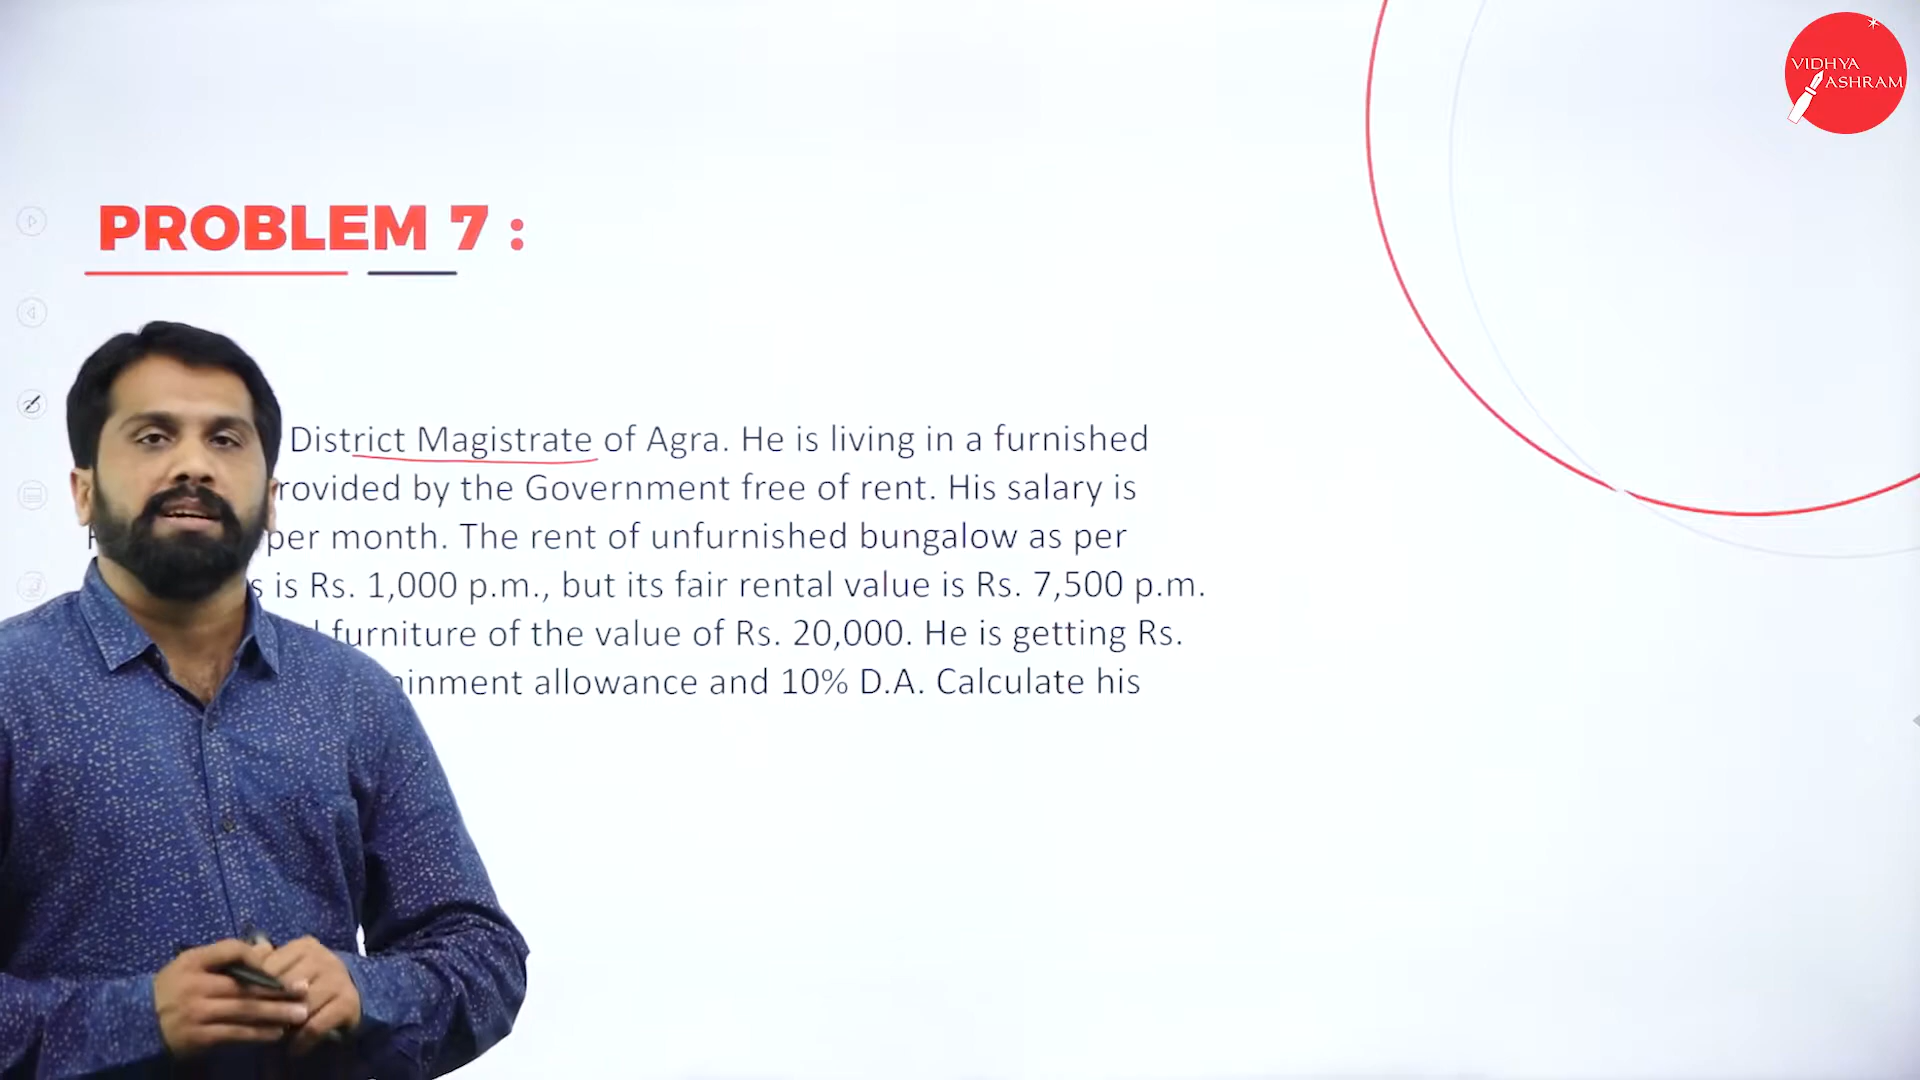 VIDHYA
ASHRAM
PROBLEM 7 :
District Magistrate of Agra. He is living in a furnished
by the Government free of rent. His salary is
per month. The rent of unfurnished bungalow as per
is Rs. 1,000 p.m., but its fair rental value is Rs. 7,500 p.m.
furniture of the value of Rs. 20,000. He is getting Rs.
allowance and 10% D.A. Calculate his